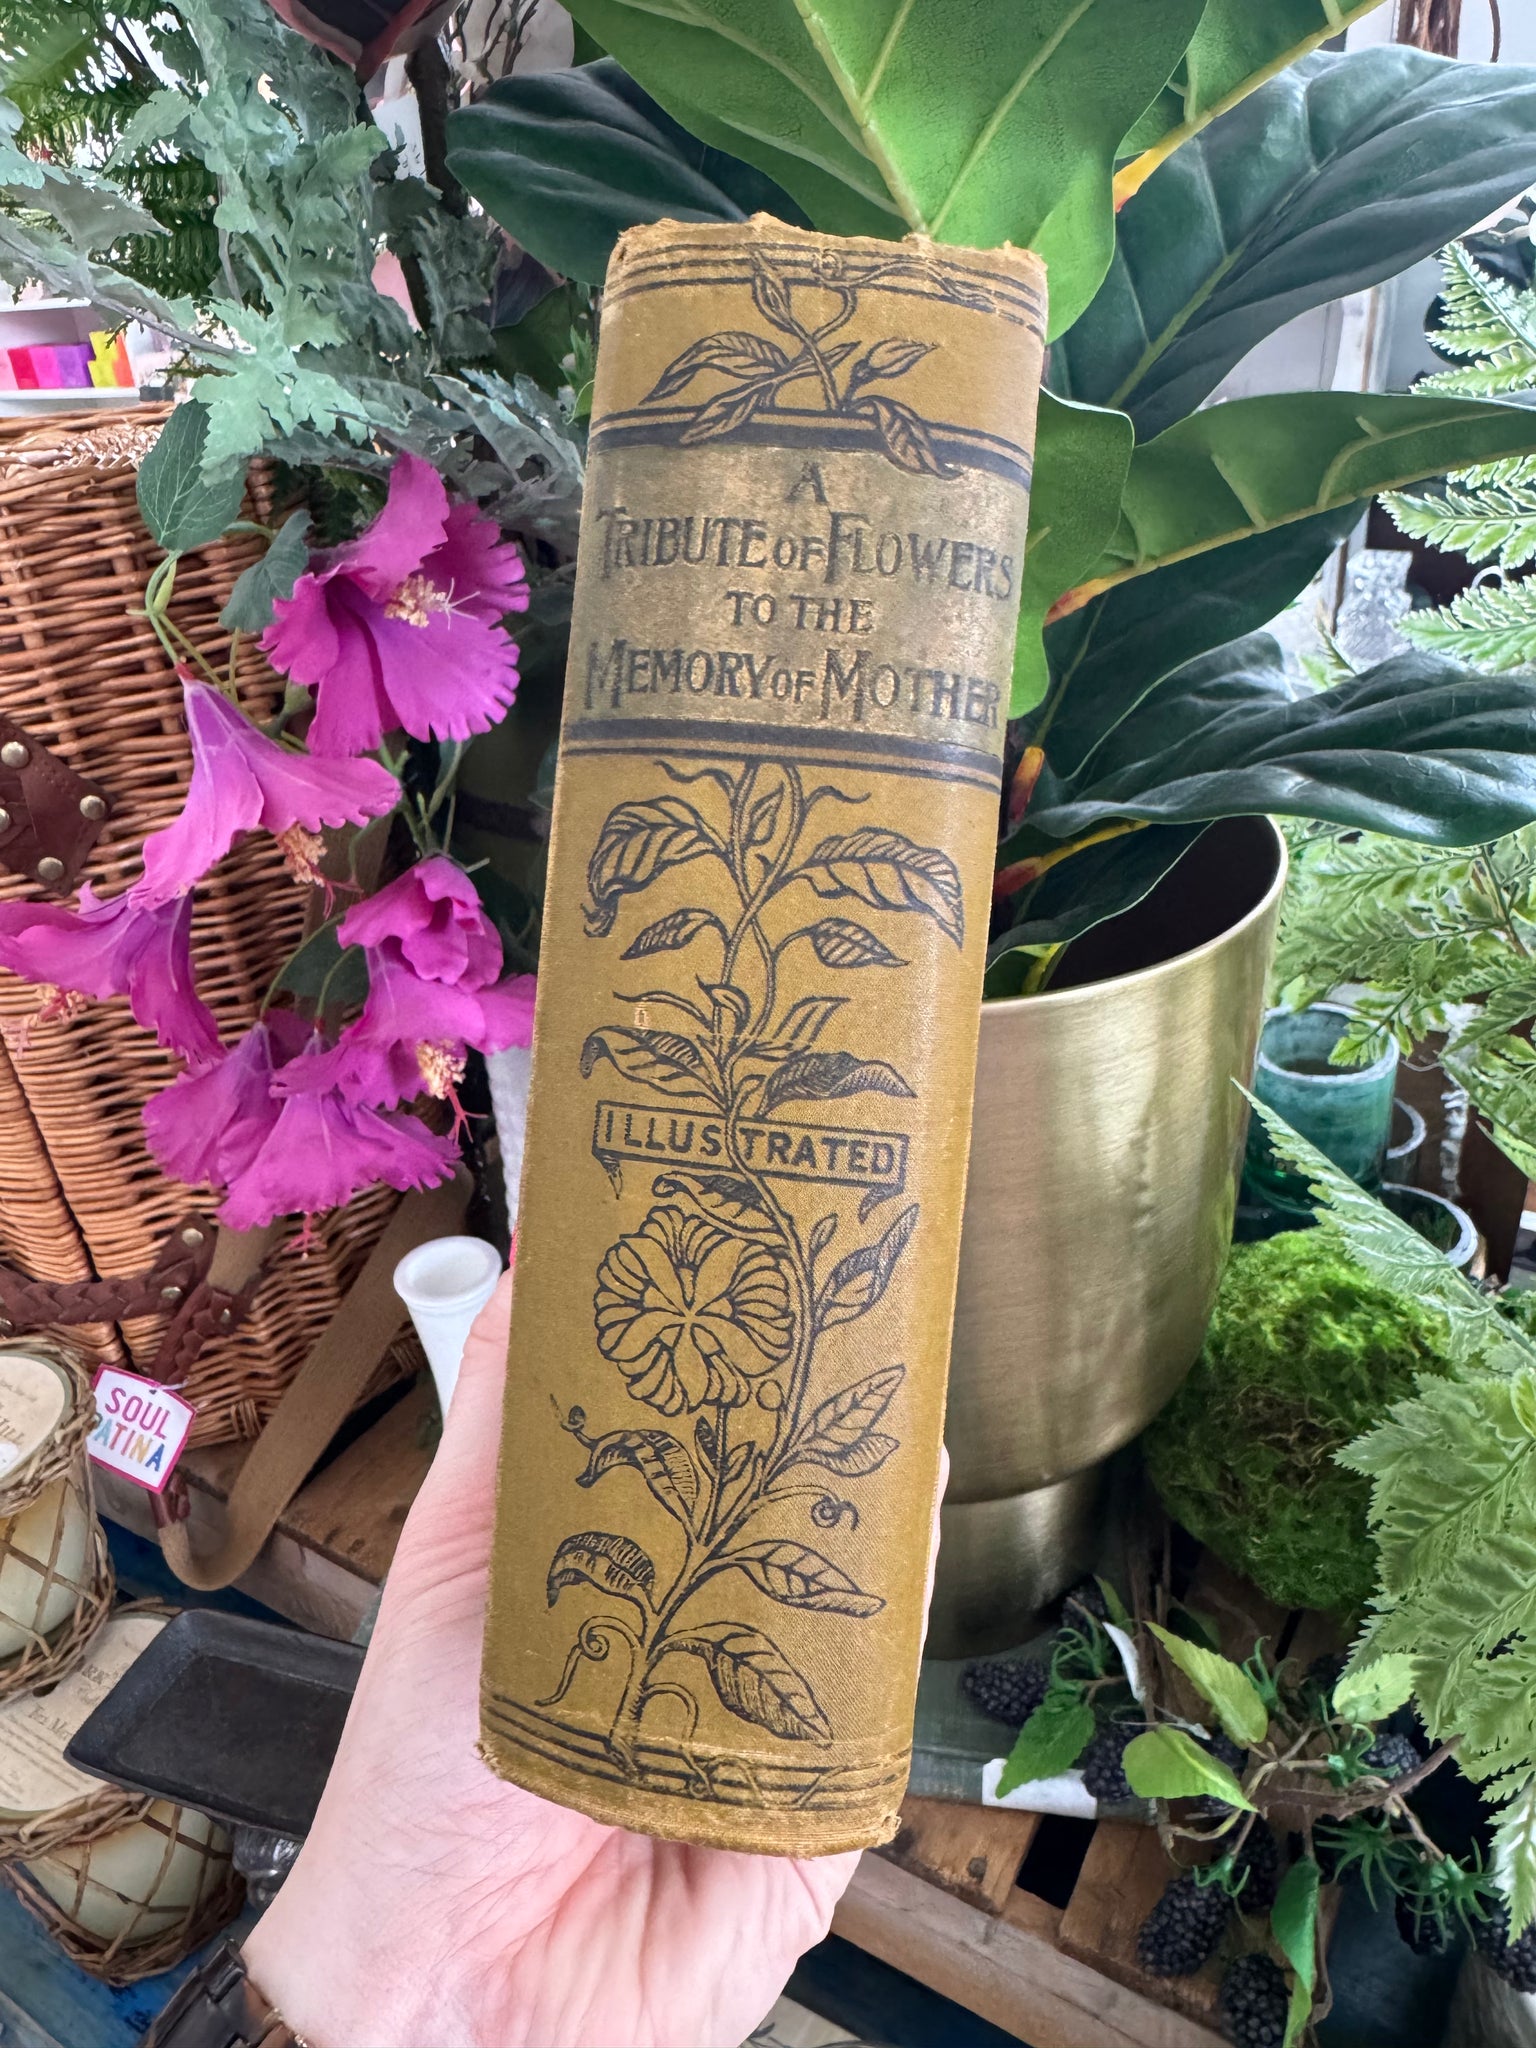 A
TRIBUTE OF FLOWERS
TO THE
MEMORY OF MOTHER
ILLUSTRATED
SOUL
PATINA